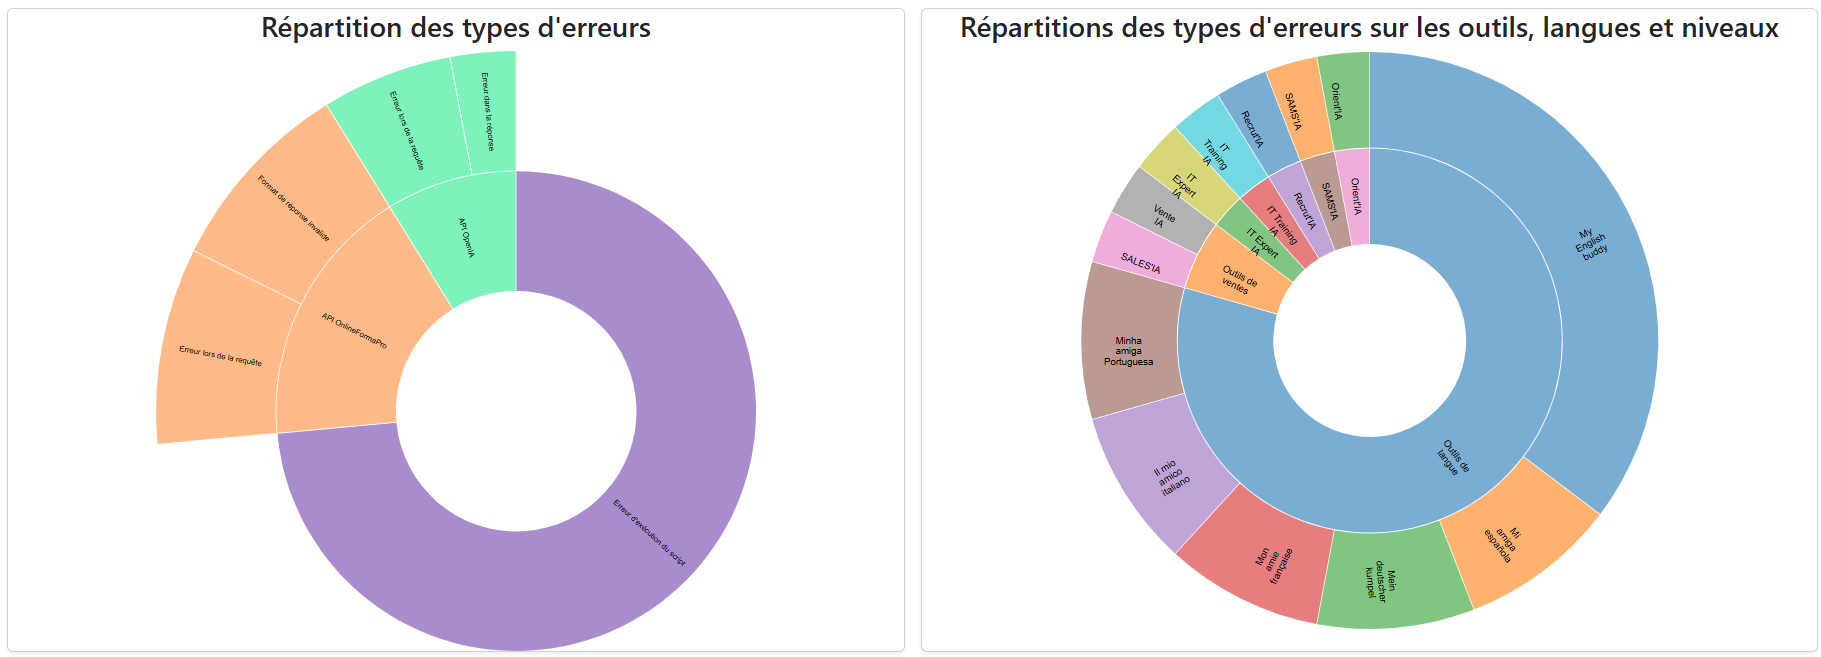 Répartition des types d'erreurs
Erreur dans la réponse
Erreur lors de la requête
Format de réponse invalide
API OpenIA
API OnlineFormaPro
Erreur lors de la requête
Erreur d'exécution du script
Répartitions des types d'erreurs sur les outils, langues et niveaux
Orient'IA
SAMS'IA
Recrut'IA
IT
Training
IA
IT
Expert
IA
Vente
IA
SALES'IA
Orient'IA
SAMS'IA
Recrut'IA
IT Training
IA
IT Expert
IA
Outils de
ventes
My
English
buddy
Minha
amiga
Portuguesa
Outils de
langue
Il mio
amico
italiano
Mi
amiga
española
Mon
amie
française
Mein
deutscher
kumpel